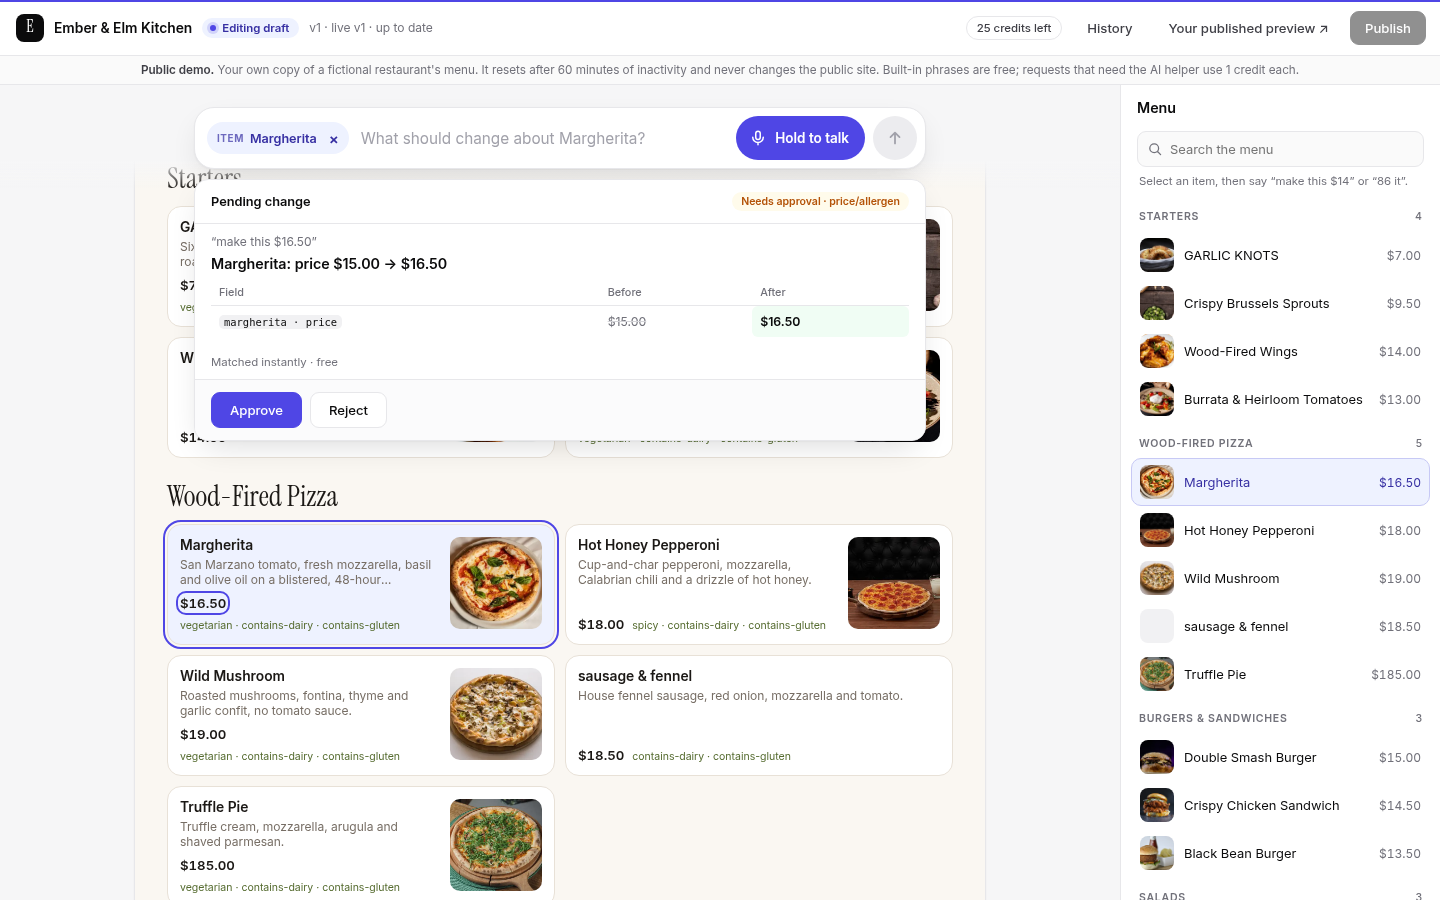 E Ember & Elm Kitchen Editing draft v1 · live v1 · up to date 25 credits left History Your published preview ↗ Publish
Public demo. Your own copy of a fictional restaurant's menu. It resets after 60 minutes of inactivity and never changes the public site. Built-in phrases are free; requests that need the AI helper use 1 credit each.
ITEM Margherita × What should change about Margherita? Hold to talk
Starters
Pending change Needs approval · price/allergen
“make this $16.50”
Margherita: price $15.00 → $16.50
Field Before After
margherita · price $15.00 $16.50
Matched instantly · free
Approve Reject
Wood-Fired Pizza
Margherita
San Marzano tomato, fresh mozzarella, basil
and olive oil on a blistered, 48-hour...
$16.50
vegetarian · contains-dairy · contains-gluten
Hot Honey Pepperoni
Cup-and-char pepperoni, mozzarella,
Calabrian chili and a drizzle of hot honey.
$18.00 spicy · contains-dairy · contains-gluten
Wild Mushroom
Roasted mushrooms, fontina, thyme and
garlic confit, no tomato sauce.
$19.00
vegetarian · contains-dairy · contains-gluten
sausage & fennel
House fennel sausage, red onion, mozzarella and tomato.
$18.50 contains-dairy · contains-gluten
Truffle Pie
Truffle cream, mozzarella, arugula and
shaved parmesan.
$185.00
vegetarian · contains-dairy · contains-gluten
Menu
Search the menu
Select an item, then say “make this $14” or “86 it”.
STARTERS 4
GARLIC KNOTS $7.00
Crispy Brussels Sprouts $9.50
Wood-Fired Wings $14.00
Burrata & Heirloom Tomatoes $13.00
WOOD-FIRED PIZZA 5
Margherita $16.50
Hot Honey Pepperoni $18.00
Wild Mushroom $19.00
sausage & fennel $18.50
Truffle Pie $185.00
BURGERS & SANDWICHES 3
Double Smash Burger $15.00
Crispy Chicken Sandwich $14.50
Black Bean Burger $13.50
SALADS 3